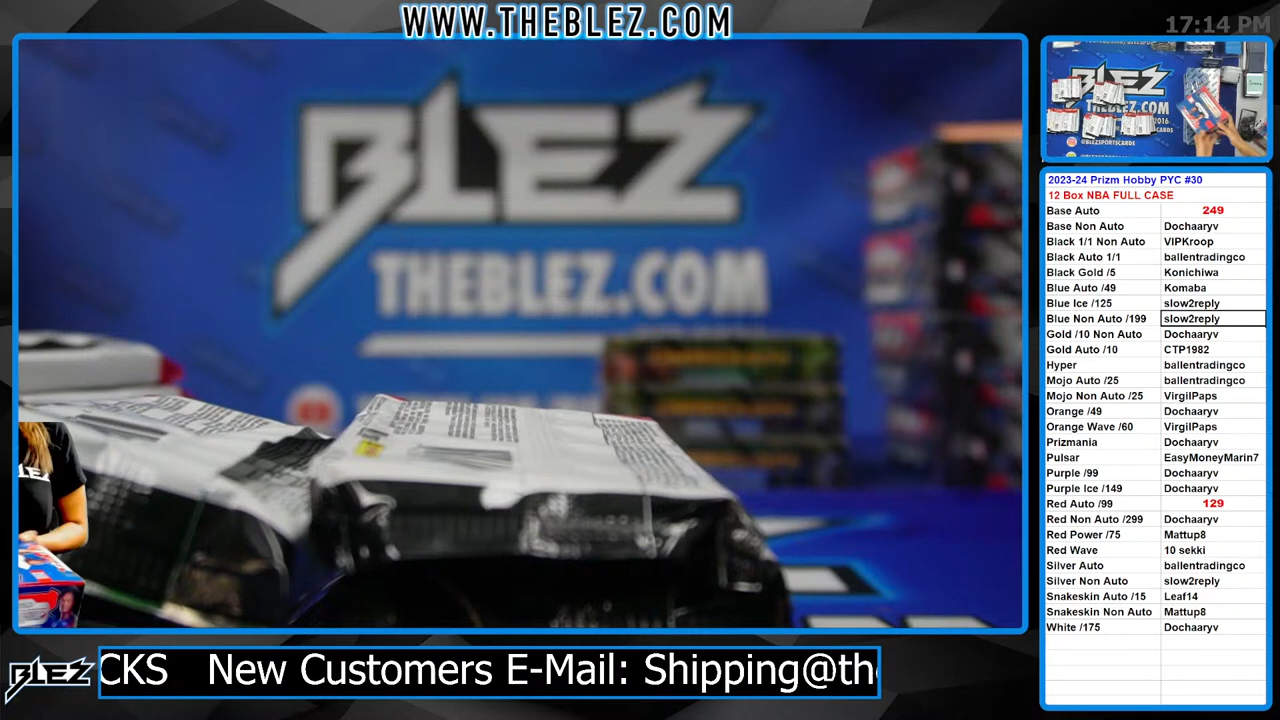 WWW.THEBLEZ.COM
17:14 PM
BLEZ
THEBLEZ.COM
BLEZ
THEBLEZ.COM
@BLEZSPORTSCARDS
2023-24 Prizm Hobby PYC #30
12 Box NBA FULL CASE
Base Auto 249
Base Non Auto Dochaaryv
Black 1/1 Non Auto VIPKroop
Black Auto 1/1 ballentradingco
Black Gold /5 Konichiwa
Blue Auto /49 Komaba
Blue Ice /125 slow2reply
Blue Non Auto /199 slow2reply
Gold /10 Non Auto Dochaaryv
Gold Auto /10 CTP1982
Hyper ballentradingco
Mojo Auto /25 ballentradingco
Mojo Non Auto /25 VirgilPaps
Orange /49 Dochaaryv
Orange Wave /60 VirgilPaps
Prizmania Dochaaryv
Pulsar EasyMoneyMarin7
Purple /99 Dochaaryv
Purple Ice /149 Dochaaryv
Red Auto /99 129
Red Non Auto /299 Dochaaryv
Red Power /75 Mattup8
Red Wave 10 sekki
Silver Auto ballentradingco
Silver Non Auto slow2reply
Snakeskin Auto /15 Leaf14
Snakeskin Non Auto Mattup8
White /175 Dochaaryv
BLEZ
CKS New Customers E-Mail: Shipping@th